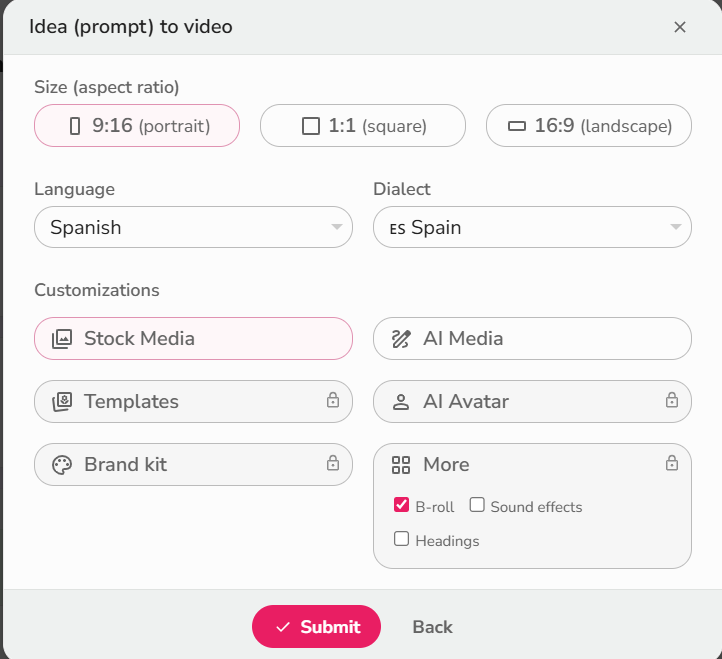 Idea (prompt) to video
Size (aspect ratio)
9:16 (portrait)
1:1 (square)
16:9 (landscape)
Language
Dialect
Spanish
ES Spain
Customizations
Stock Media
AI Media
Templates
AI Avatar
Brand kit
More
B-roll
Sound effects
Headings
Submit
Back